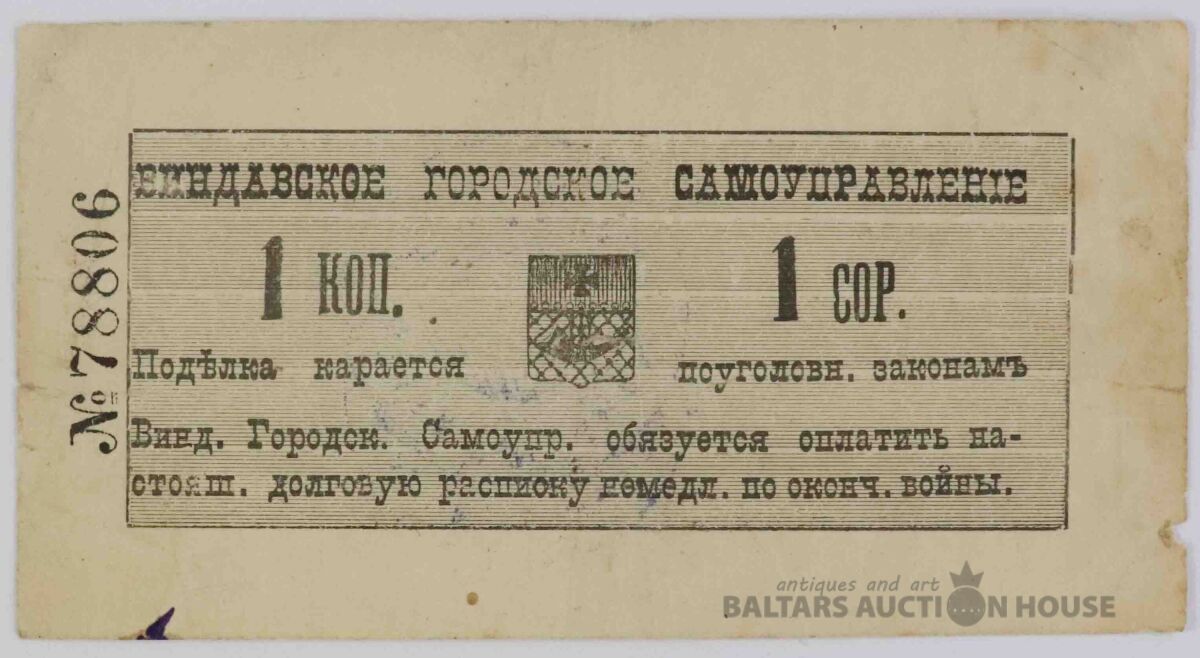 № 78806
ВИНДАВСКОЕ ГОРОДСКОЕ САМОУПРАВЛЕНІЕ
1 КОП. 1 COP.
Подѣлка карается поуголовн. законамъ
Винд. Городск. Самоупр. обязуется оплатить на-
стоящ. долговую расписку немедл. по оконч. войны.
antiques and art
BALTARS AUCTION HOUSE